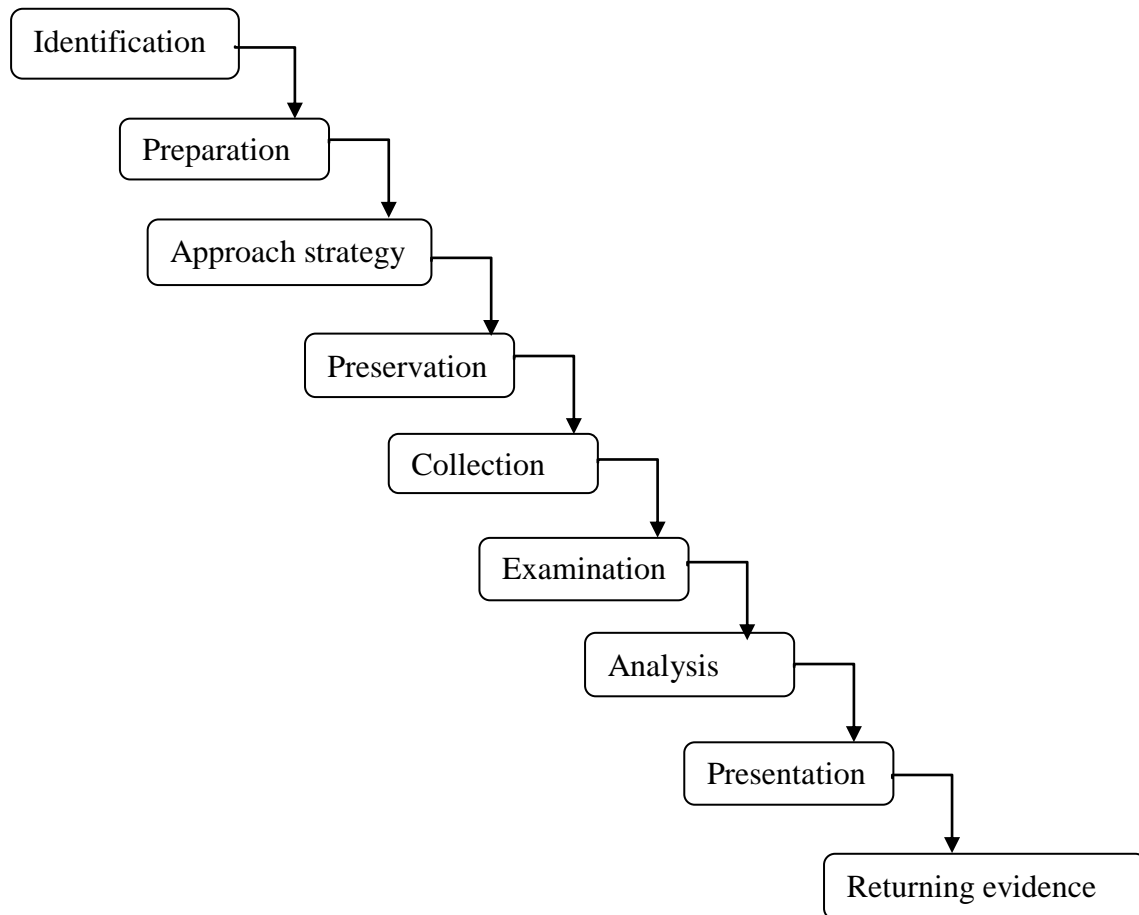 Identification
Preparation
Approach strategy
Preservation
Collection
Examination
Analysis
Presentation
Returning evidence